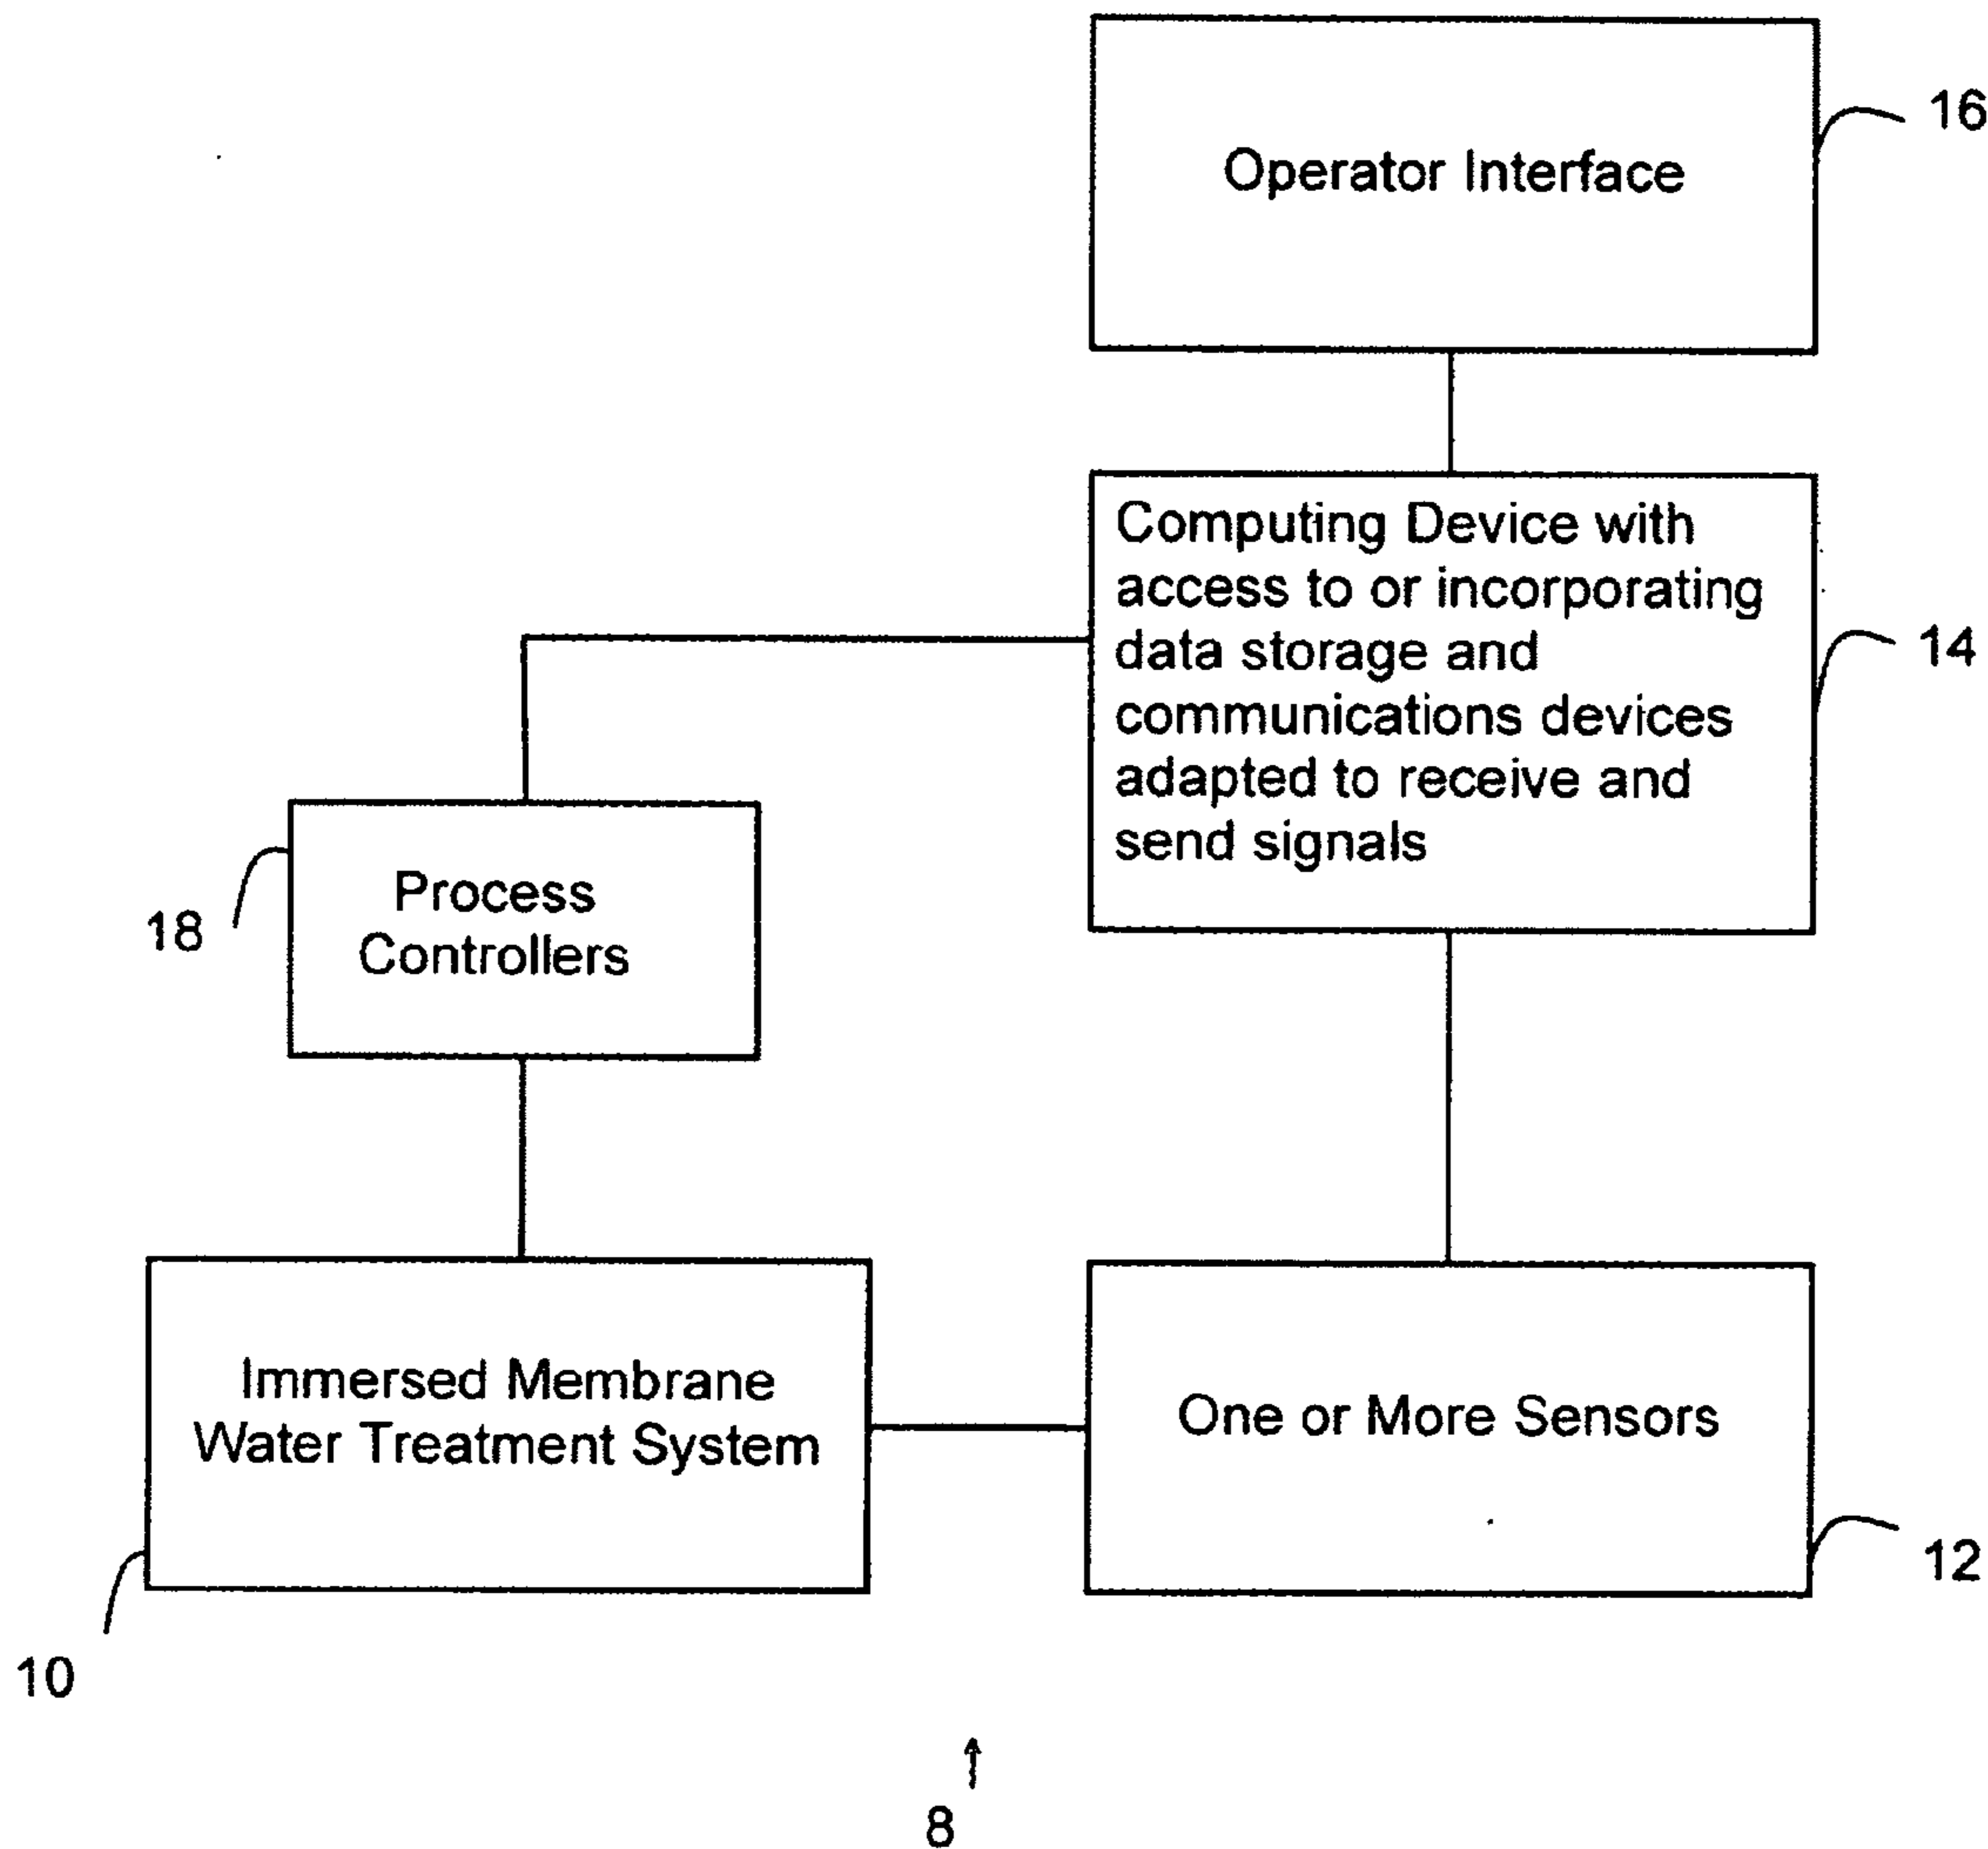 16
Operator Interface
Computing Device with
access to or incorporating
data storage and
communications devices
adapted to receive and
send signals
14
Process
Controllers
18
Immersed Membrane
Water Treatment System
One or More Sensors
12
10
8